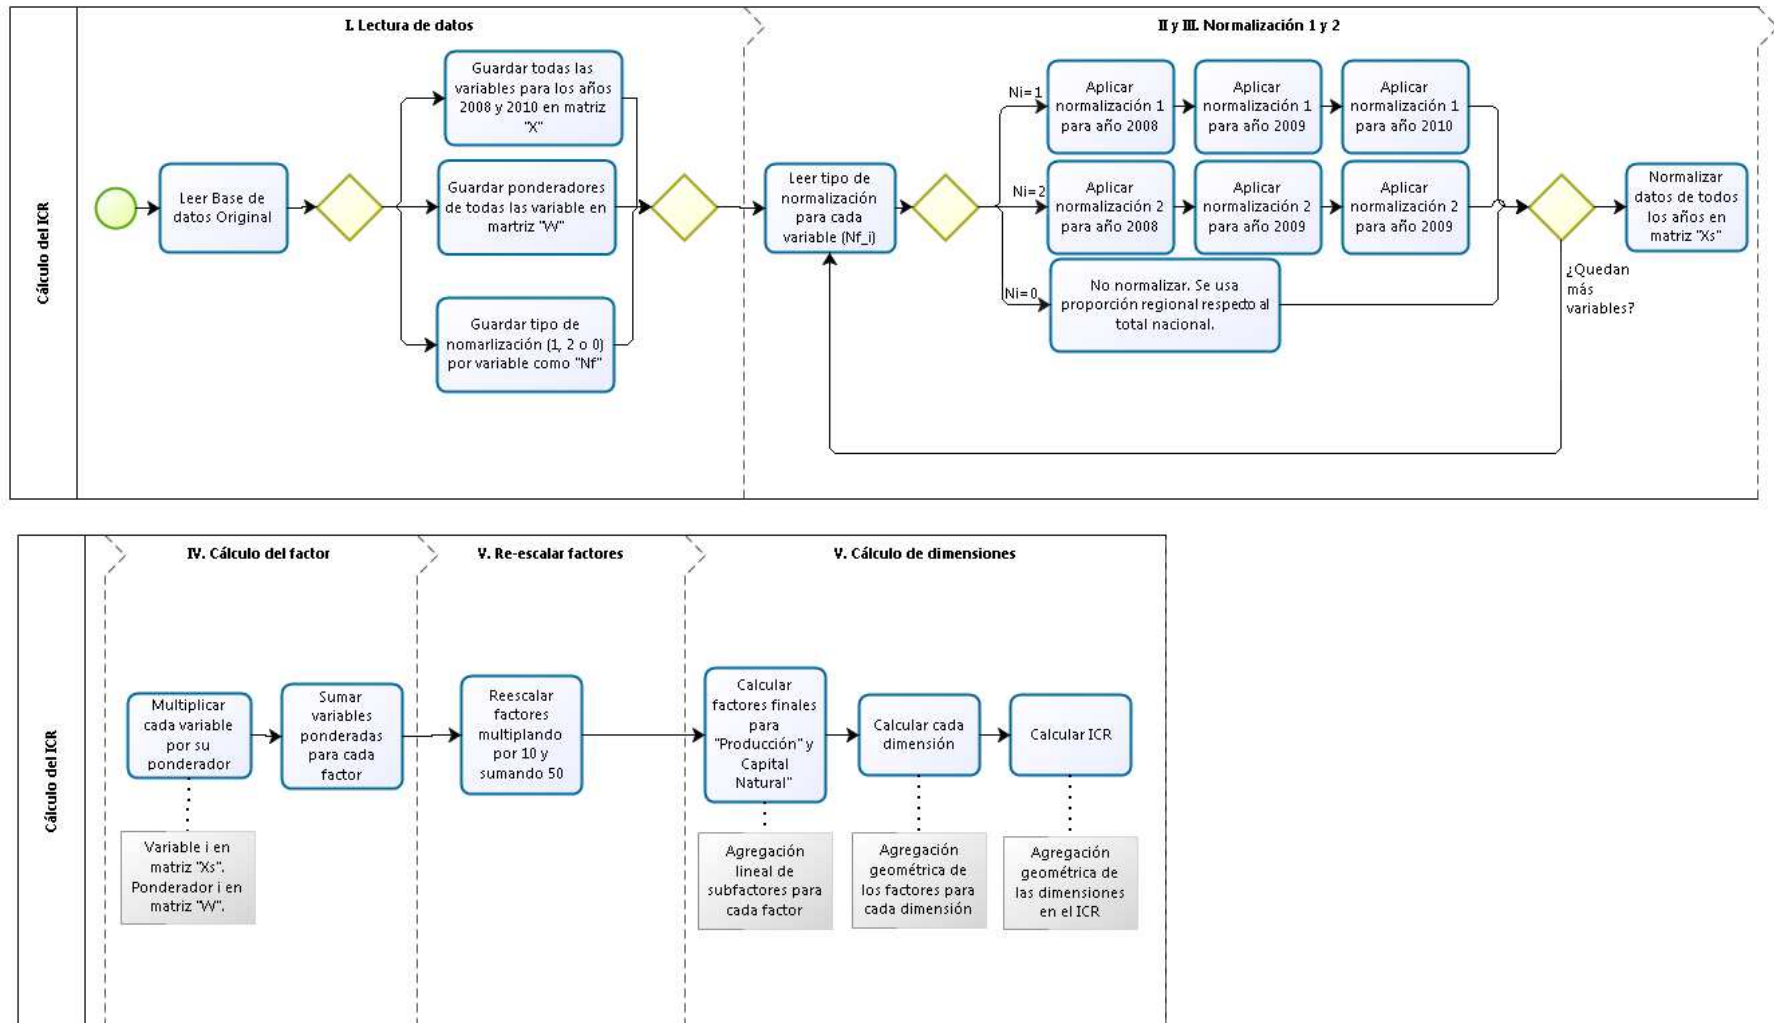 Cálculo del ICR
I. Lectura de datos
Leer Base de
datos Original
Guardar todas las
variables para los años
2008 y 2010 en matriz
"X"
Guardar ponderadores
de todas las variable en
martriz "W"
Guardar tipo de
nomarlización (1, 2 o 0)
por variable como "Nf"
II y III. Normalización 1 y 2
Leer tipo de
normalización
para cada
variable (Nf_i)
Ni=1
Aplicar
normalización 1
para año 2008
Aplicar
normalización 1
para año 2009
Aplicar
normalización 1
para año 2010
Ni=2
Aplicar
normalización 2
para año 2008
Aplicar
normalización 2
para año 2009
Aplicar
normalización 2
para año 2009
Ni=0
No normalizar. Se usa
proporción regional respecto al
total nacional.
¿Quedan
más
variables?
Normalizar
datos de todos
los años en
matriz "Xs"
Cálculo del ICR
IV. Cálculo del factor
Multiplicar
cada variable
por su
ponderador
Sumar
variables
ponderadas
para cada
factor
Variable i en
matriz "Xs".
Ponderador i en
matriz "W".
V. Re-escalar factores
Reescalar
factores
multiplando
por 10 y
sumando 50
V. Cálculo de dimensiones
Calcular
factores finales
para
"Producción" y
Capital
Natural"
Calcular cada
dimensión
Calcular ICR
Agregación
lineal de
subfactores para
cada factor
Agregación
geométrica de
los factores para
cada dimensión
Agregación
geométrica de
las dimensiones
en el ICR